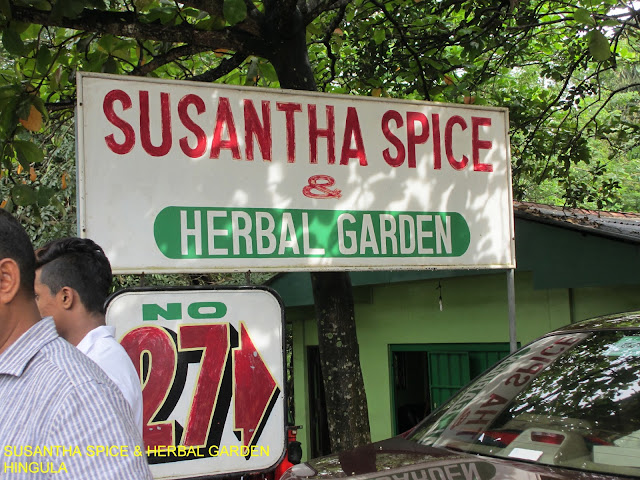 SUSANTHA SPICE
&
HERBAL GARDEN
NO
27
SUSANTHA SPICE & HERBAL GARDEN
HINGULA